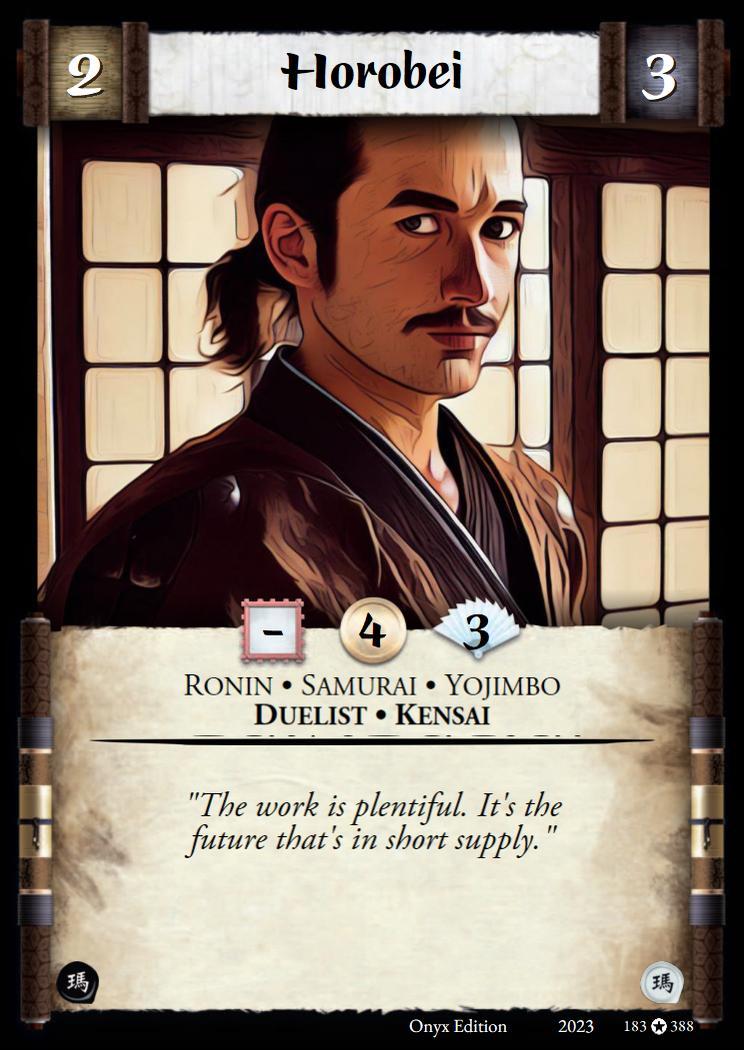 2
Horobei
3
–
4
3
RONIN • SAMURAI • YOJIMBO
DUELIST • KENSAI
"The work is plentiful. It's the
future that's in short supply."
瑪
瑪
Onyx Edition 2023 183 ✪ 388